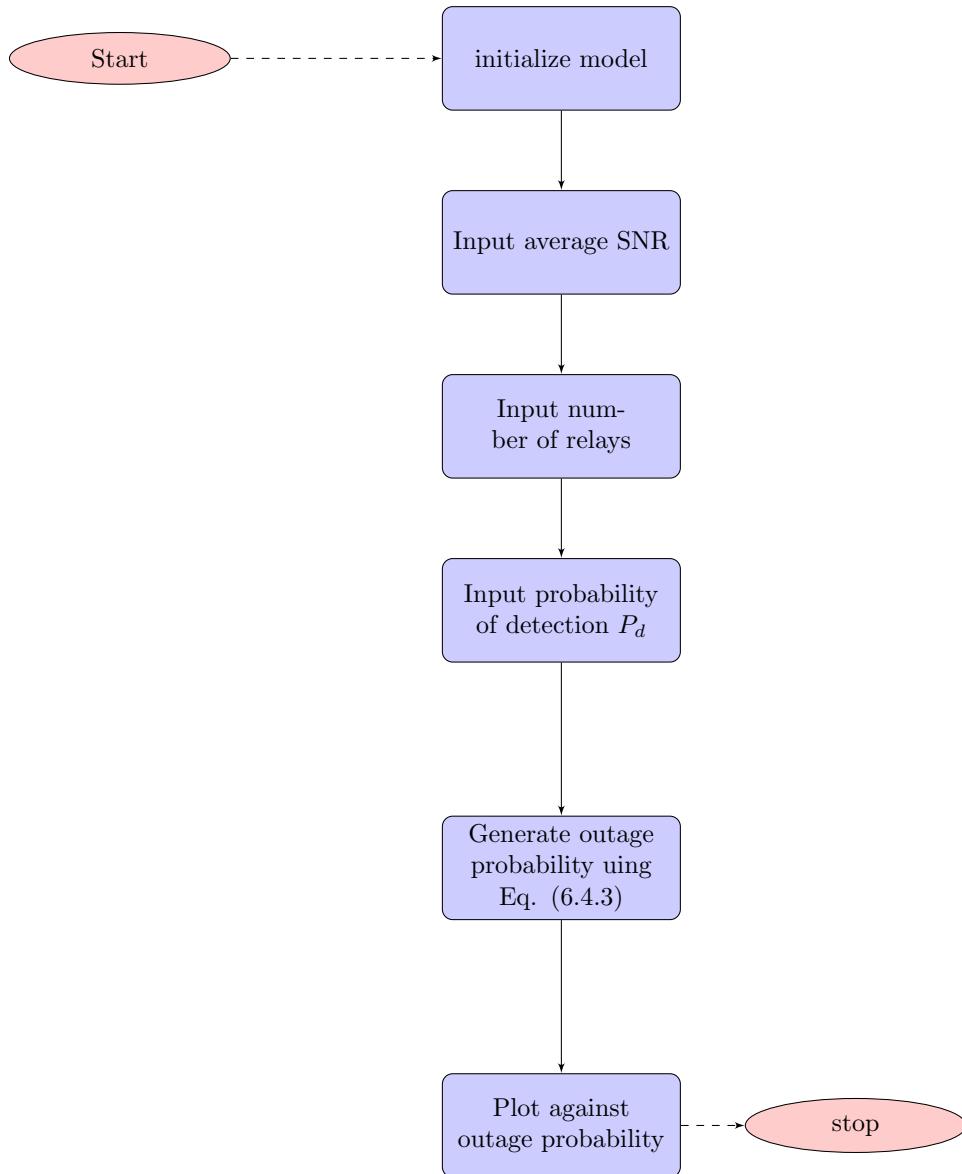 Start
initialize model
Input average SNR
Input num-
ber of relays
Input probability
of detection P_d
Generate outage
probability uing
Eq. (6.4.3)
Plot against
outage probability
stop